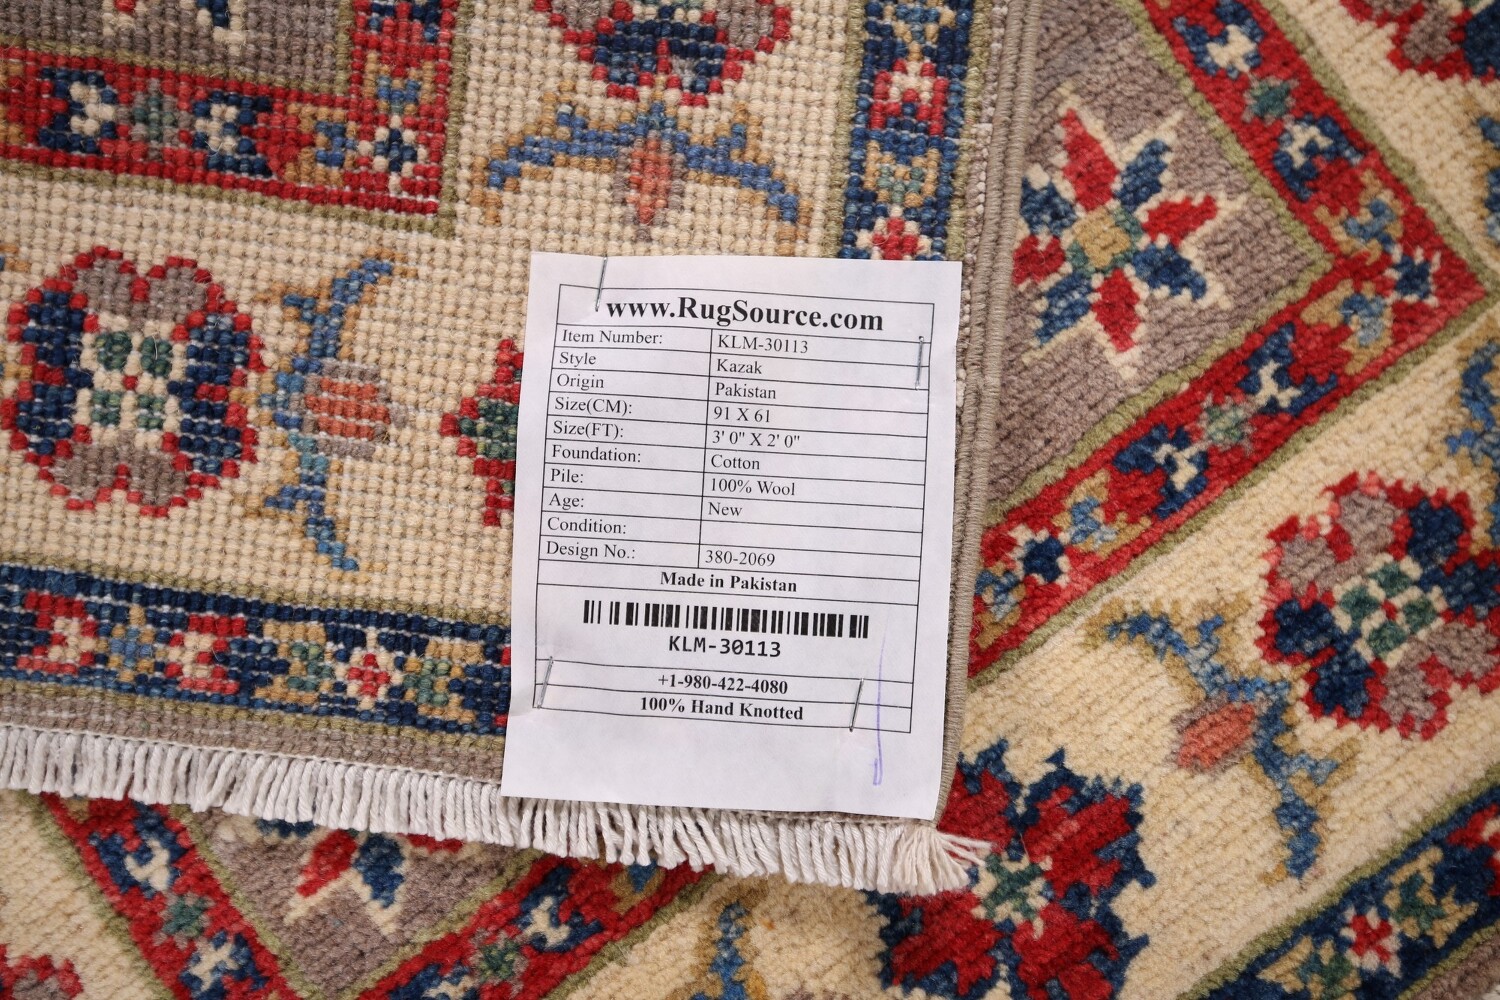 www.RugSource.com
Item Number: KLM-30113
Style Kazak
Origin Pakistan
Size(CM): 91 X 61
Size(FT): 3' 0" X 2' 0"
Foundation: Cotton
Pile: 100% Wool
Age: New
Condition:
Design No.: 380-2069
Made in Pakistan
KLM-30113
+1-980-422-4080
100% Hand Knotted